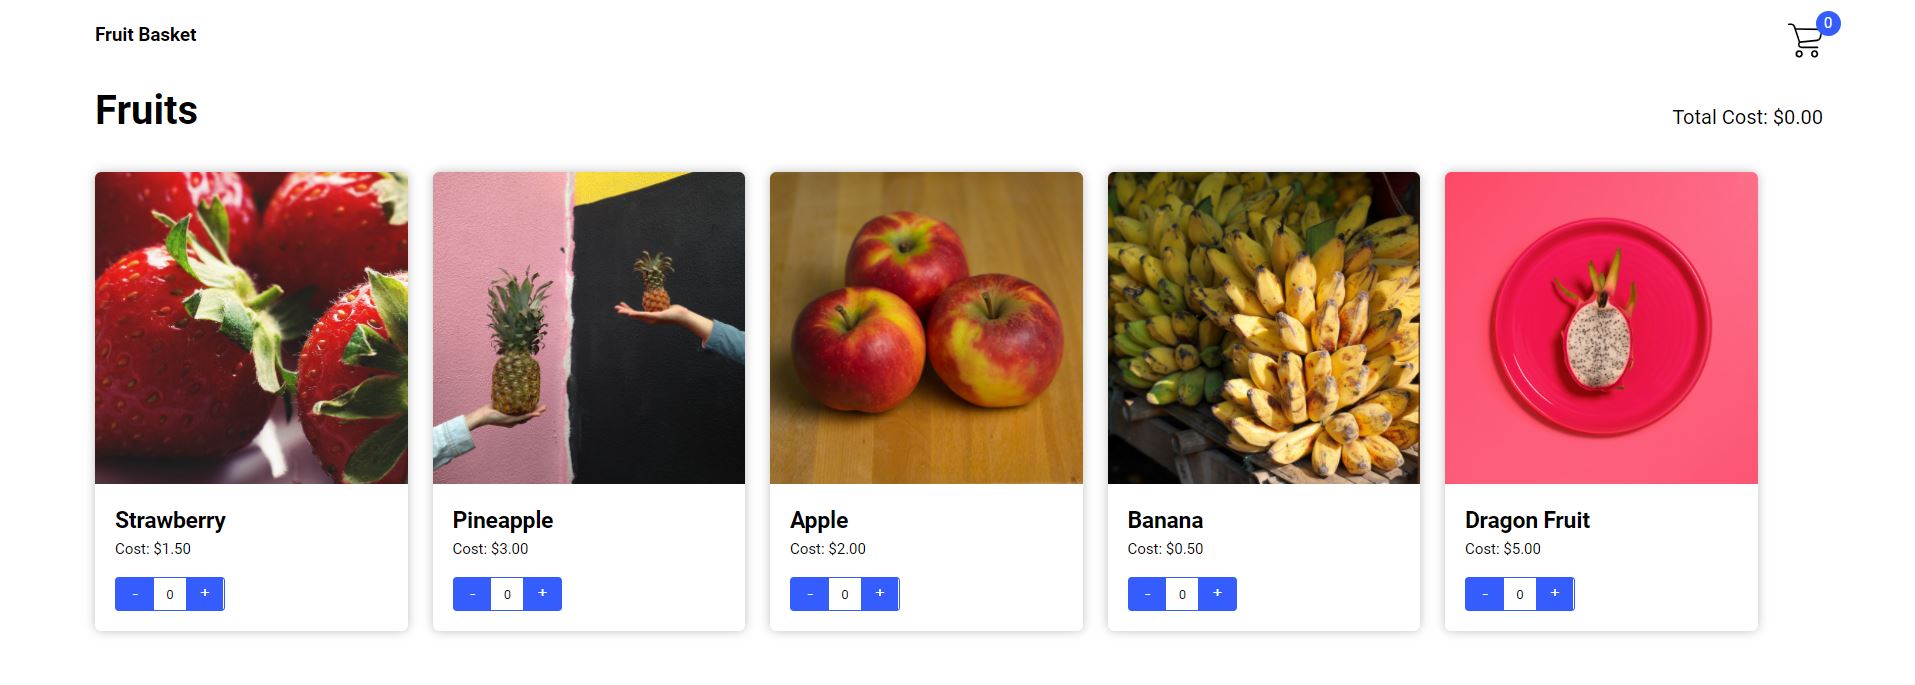 Fruit Basket
0
Fruits
Total Cost: $0.00
Strawberry
Cost: $1.50
- 0 +
Pineapple
Cost: $3.00
- 0 +
Apple
Cost: $2.00
- 0 +
Banana
Cost: $0.50
- 0 +
Dragon Fruit
Cost: $5.00
- 0 +